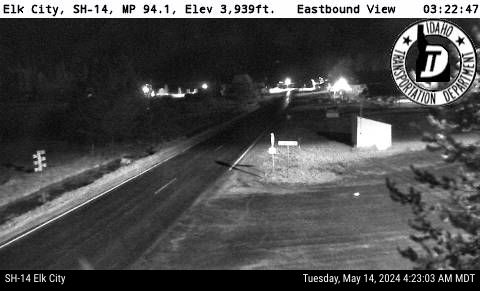 Elk City, SH-14, MP 94.1, Elev 3,939ft. Eastbound View 03:22:47
IDAHO
TRANSPORTATION DEPARTMENT
SH-14 Elk City Tuesday, May 14, 2024 4:23:03 AM MDT